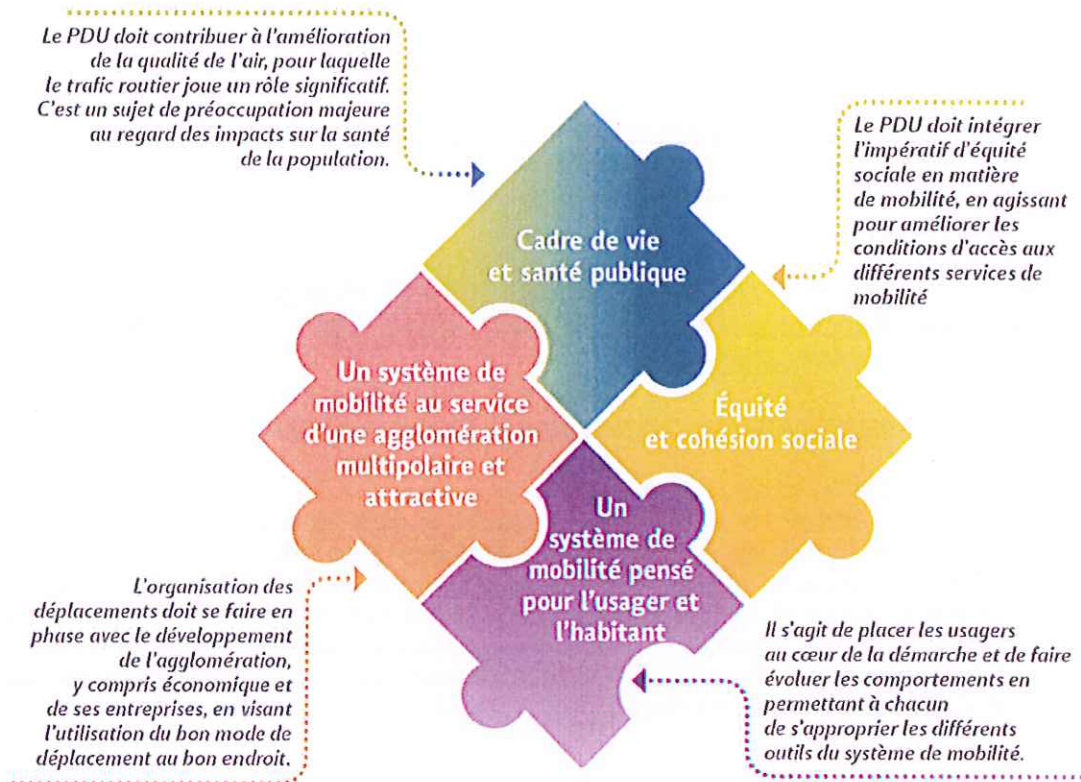 Le PDU doit contribuer à l'amélioration
de la qualité de l'air, pour laquelle
le trafic routier joue un rôle significatif.
C'est un sujet de préoccupation majeure
au regard des impacts sur la santé
de la population.
Le PDU doit intégrer
l'impératif d'équité
sociale en matière
de mobilité, en agissant
pour améliorer les
conditions d'accès aux
différents services de
mobilité
Cadre de vie
et santé publique
Un système de
mobilité au service
d'une agglomération
multipolaire et
attractive
Équité
et cohésion sociale
Un
système de
mobilité pensé
pour l'usager et
l'habitant
L'organisation des
déplacements doit se faire en
phase avec le développement
de l'agglomération,
y compris économique et
de ses entreprises, en visant
l'utilisation du bon mode de
déplacement au bon endroit.
Il s'agit de placer les usagers
au cœur de la démarche et de faire
évoluer les comportements en
permettant à chacun
de s'approprier les différents
outils du système de mobilité.